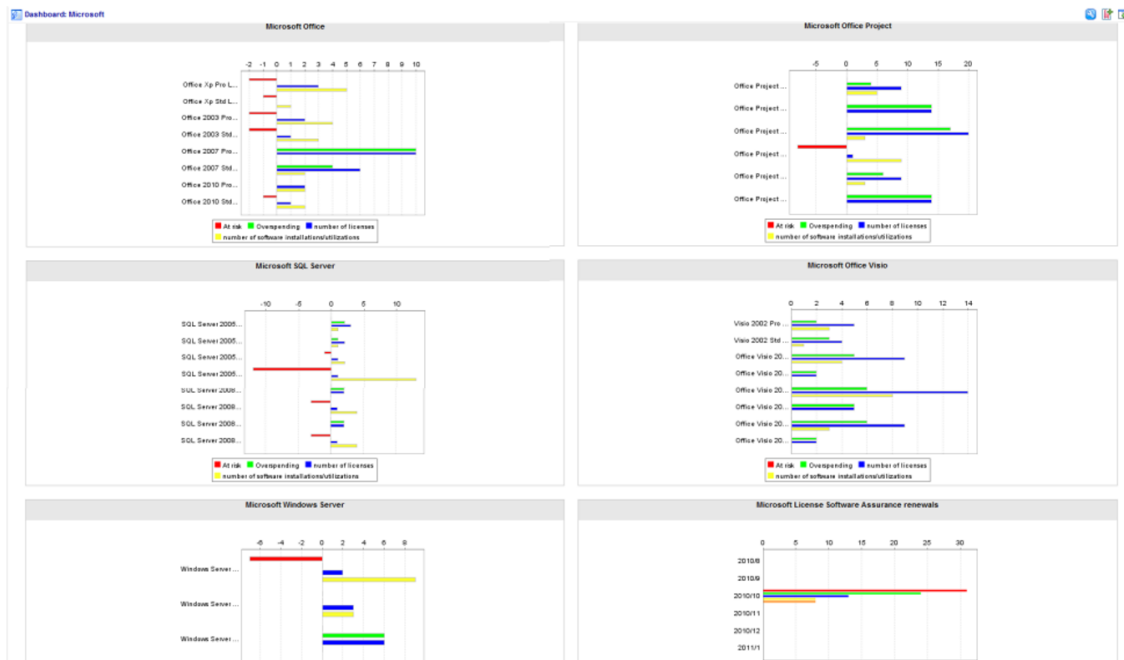 Dashboard: Microsoft
Microsoft Office
-2 -1 0 1 2 3 4 5 6 7 8 9 10
Office Xp Pro L...
Office Xp Std L...
Office 2003 Pro...
Office 2003 Std...
Office 2007 Pro...
Office 2007 Std...
Office 2010 Pro...
Office 2010 Std...
At risk Overspending number of licenses
number of software installations/utilizations
Microsoft Office Project
-5 0 5 10 15 20
Office Project ...
Office Project ...
Office Project ...
Office Project ...
Office Project ...
Office Project ...
At risk Overspending number of licenses
number of software installations/utilizations
Microsoft SQL Server
-10 -5 0 5 10
SQL Server 2005...
SQL Server 2005...
SQL Server 2005...
SQL Server 2005...
SQL Server 2008...
SQL Server 2008...
SQL Server 2008...
SQL Server 2008...
At risk Overspending number of licenses
number of software installations/utilizations
Microsoft Office Visio
0 2 4 6 8 10 12 14
Visio 2002 Pro ...
Visio 2002 Std ...
Office Visio 20...
Office Visio 20...
Office Visio 20...
Office Visio 20...
Office Visio 20...
Office Visio 20...
At risk Overspending number of licenses
number of software installations/utilizations
Microsoft Windows Server
-6 -4 -2 0 2 4 6 8
Windows Server ...
Windows Server ...
Windows Server ...
Microsoft License Software Assurance renewals
0 5 10 15 20 25 30
2010/8
2010/9
2010/10
2010/11
2010/12
2011/1